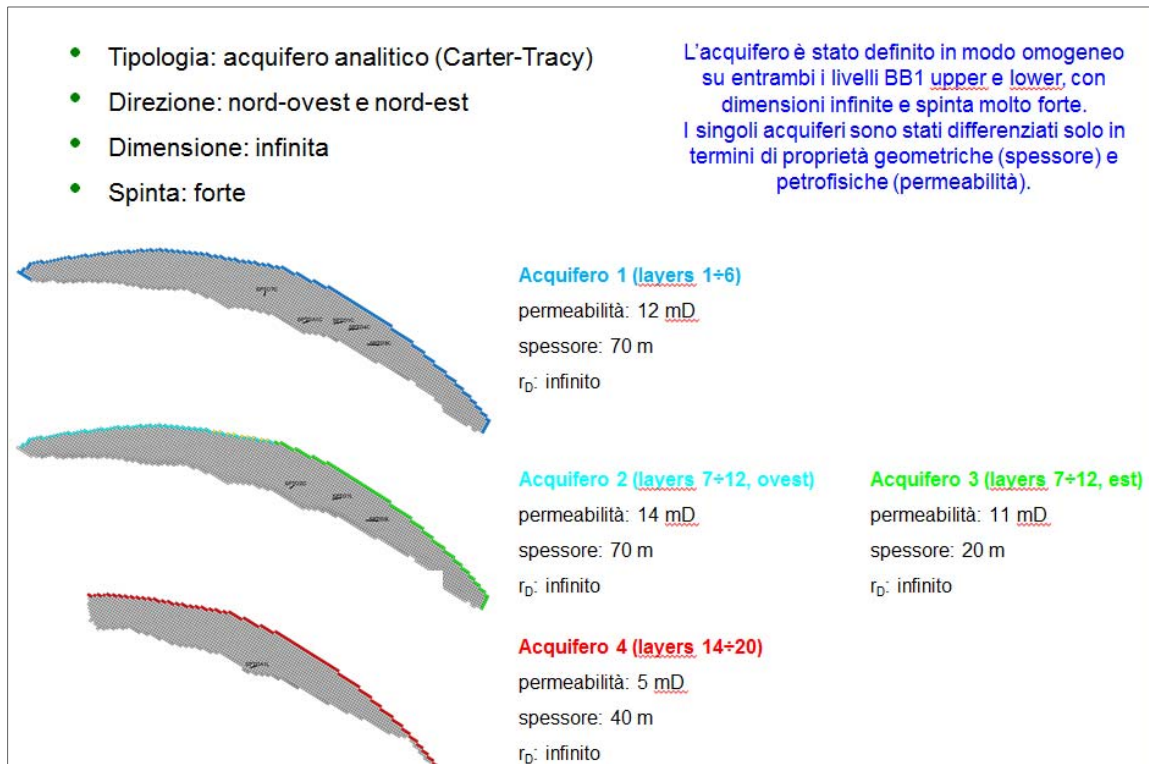 Tipologia: acquifero analitico (Carter-Tracy)
Direzione: nord-ovest e nord-est
Dimensione: infinita
Spinta: forte
L'acquifero è stato definito in modo omogeneo
su entrambi i livelli BB1 upper e lower, con
dimensioni infinite e spinta molto forte.
I singoli acquiferi sono stati differenziati solo in
termini di proprietà geometriche (spessore) e
petrofisiche (permeabilità).
Acquifero 1 (layers 1÷6)
permeabilità: 12 mD
spessore: 70 m
rD: infinito
Acquifero 2 (layers 7÷12, ovest)
permeabilità: 14 mD
spessore: 70 m
rD: infinito
Acquifero 3 (layers 7÷12, est)
permeabilità: 11 mD
spessore: 20 m
rD: infinito
Acquifero 4 (layers 14÷20)
permeabilità: 5 mD
spessore: 40 m
rD: infinito